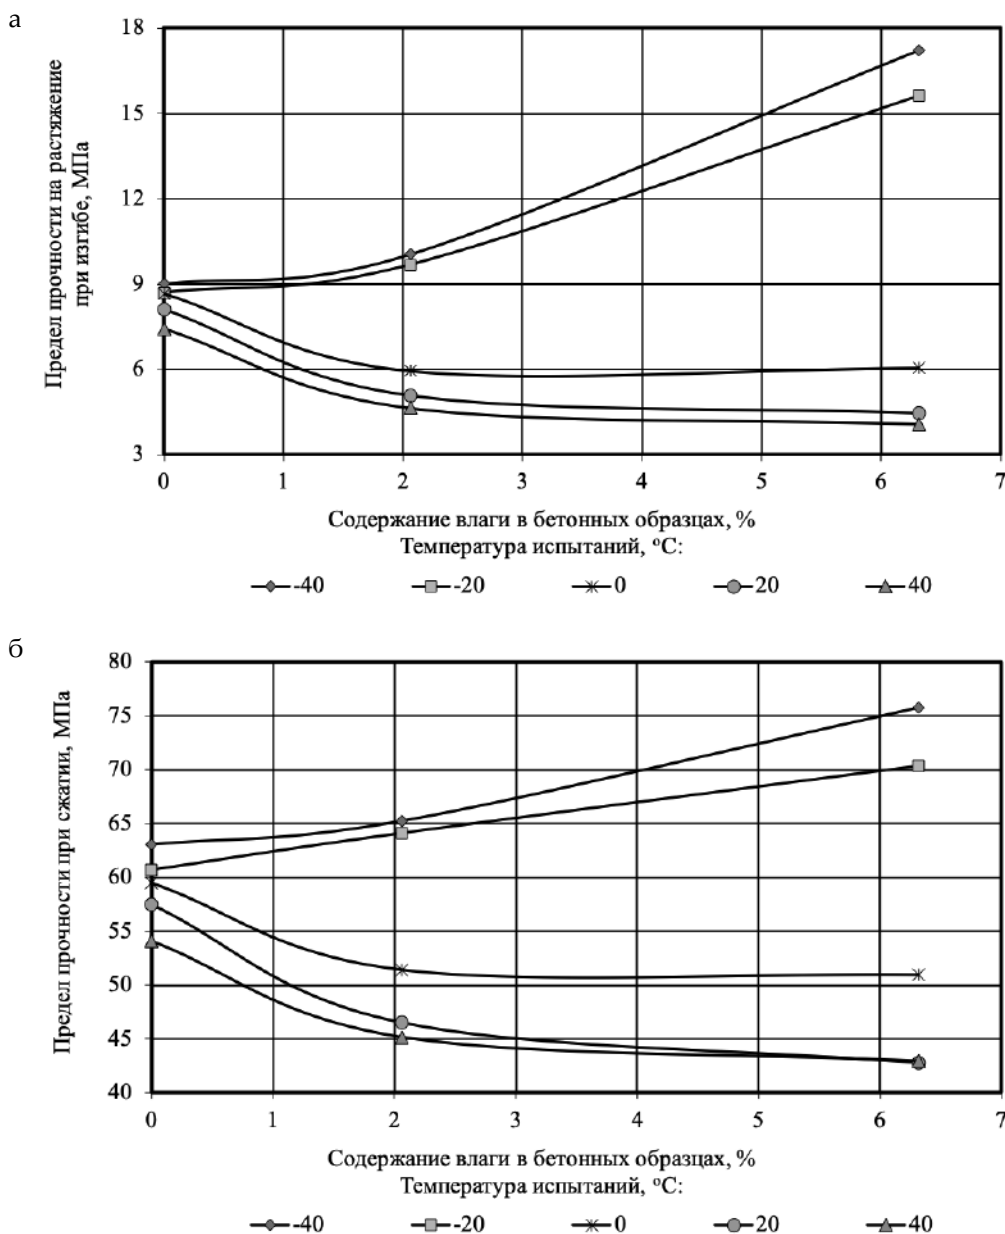 а
Предел прочности на растяжение
при изгибе, МПа
18
15
12
9
6
3
0 1 2 3 4 5 6 7
Содержание влаги в бетонных образцах, %
Температура испытаний, °C:
-40 -20 0 20 40
б
Предел прочности при сжатии, МПа
80
75
70
65
60
55
50
45
40
0 1 2 3 4 5 6 7
Содержание влаги в бетонных образцах, %
Температура испытаний, °C:
-40 -20 0 20 40